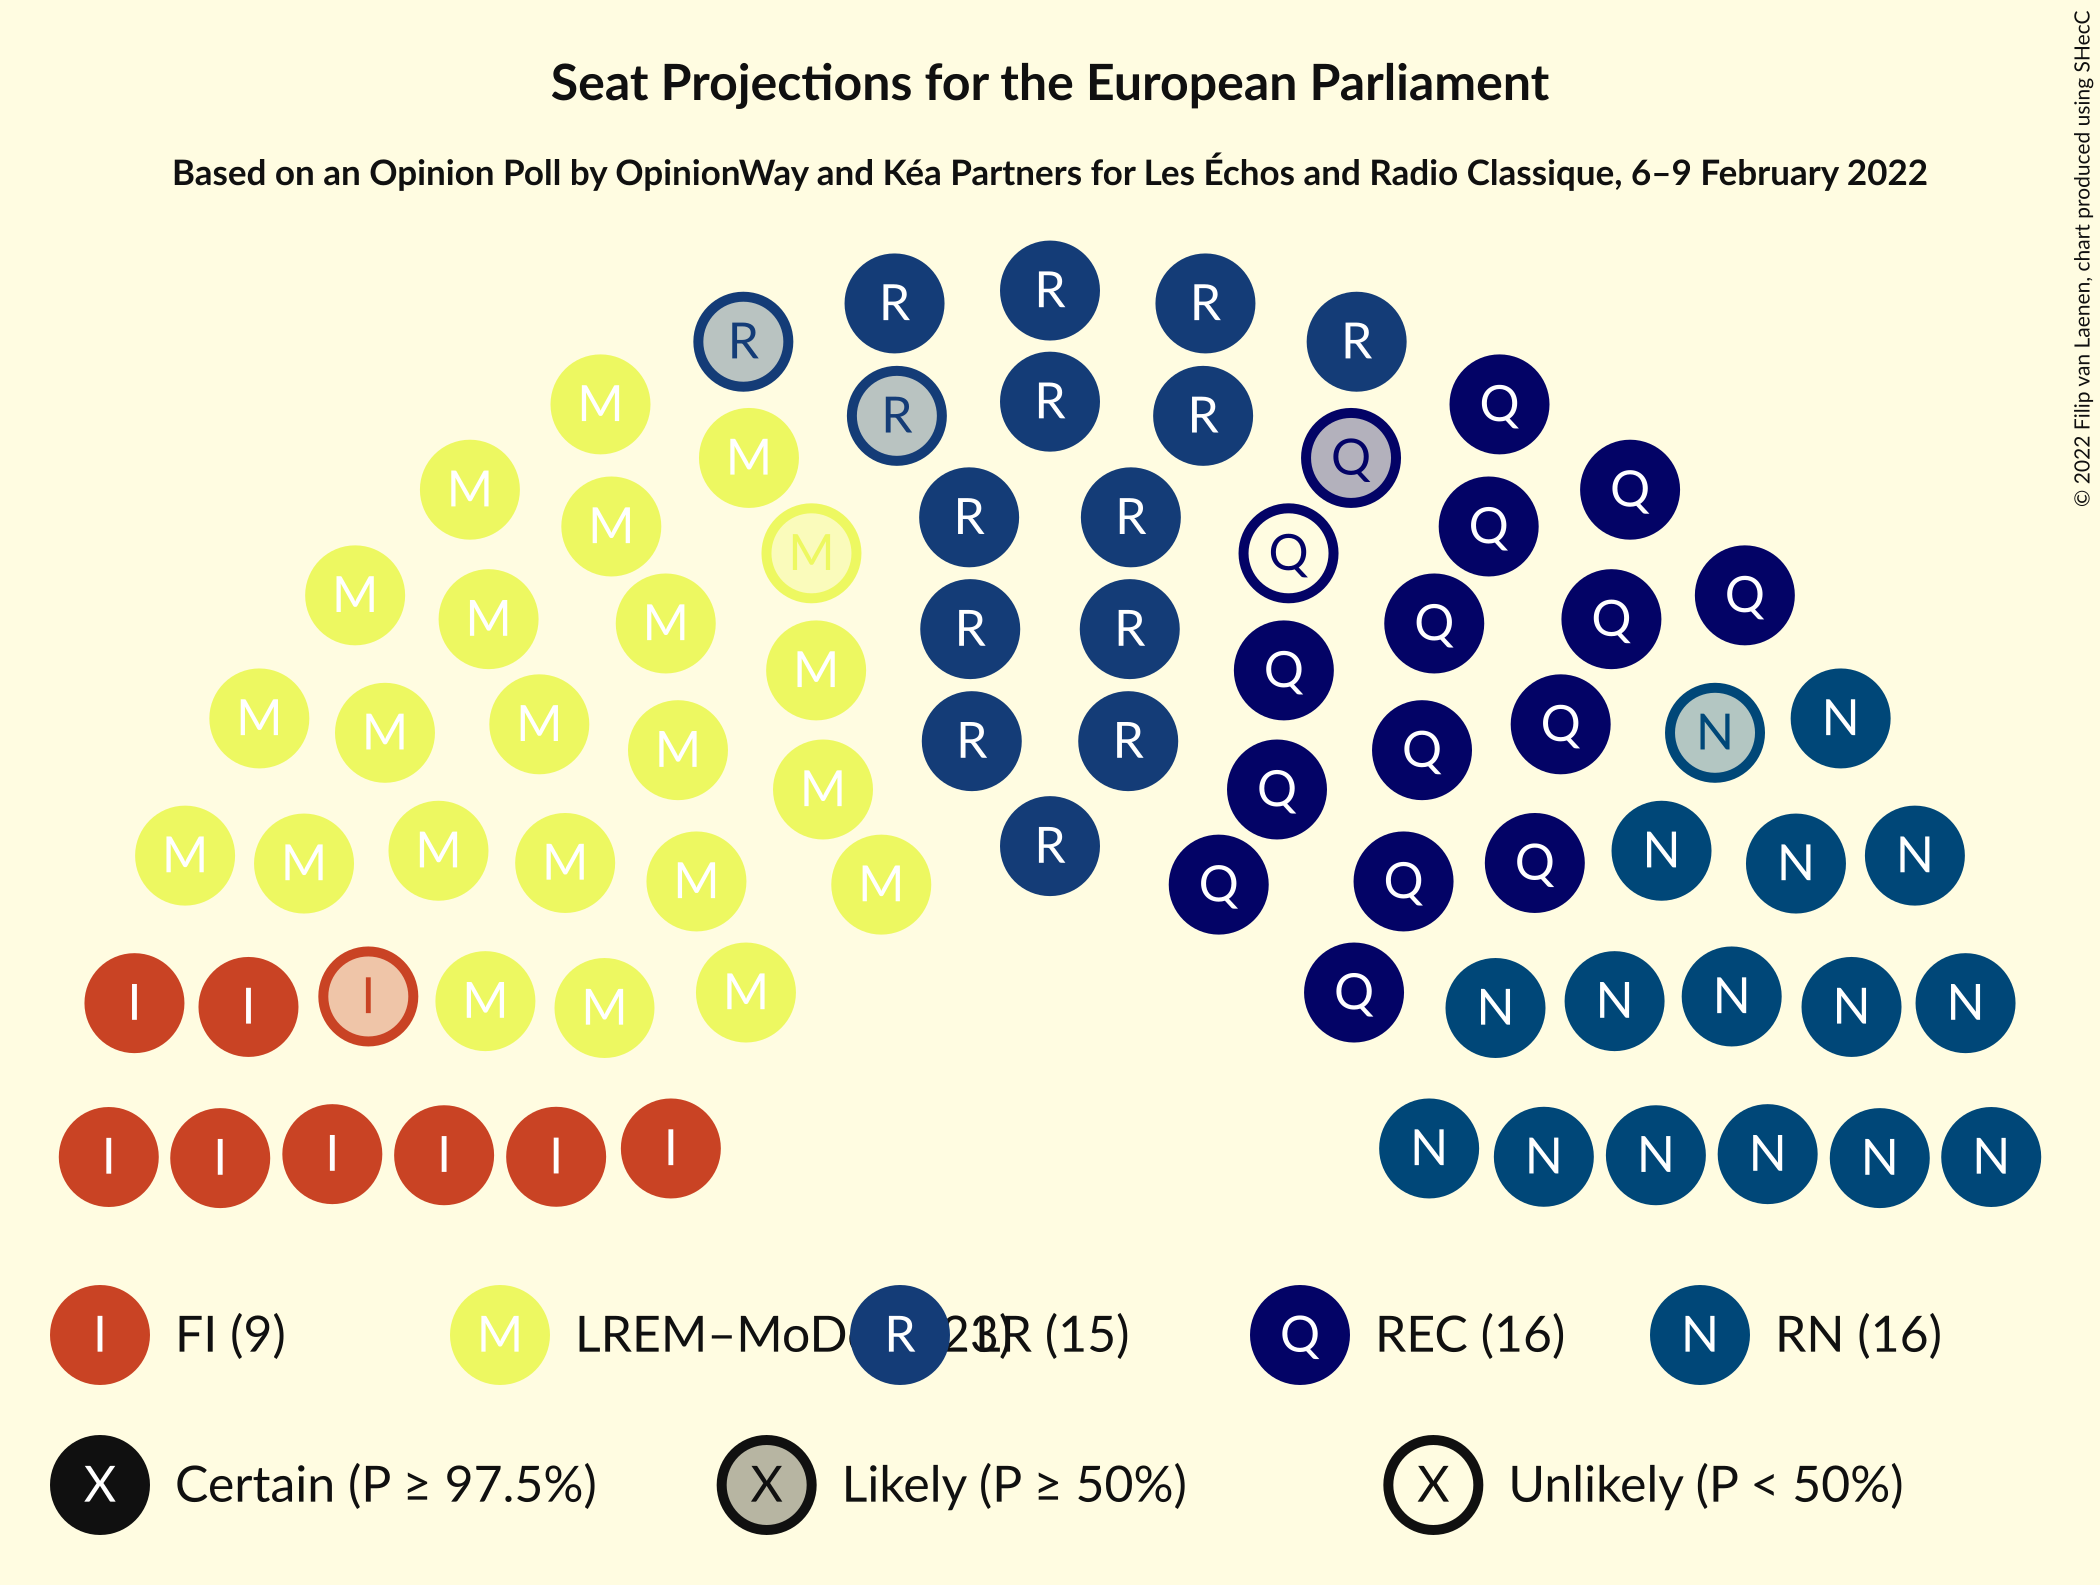 Seat Projections for the European Parliament
Based on an Opinion Poll by OpinionWay and Kéa Partners for Les Échos and Radio Classique, 6–9 February 2022
© 2022 Filip van Laenen, chart produced using SHecC
R R R
R R
M R R R Q
M Q
M Q
M R R Q
M Q
M Q
M M R R Q Q
M Q
M M M M R R Q Q N N
M Q
M M M M M M R Q Q Q N N N
I I I M M M Q N N N N N
I I I I I I N N N N N N
I FI (9)
M LREM–MoD 23)
R LR (15)
Q REC (16)
N RN (16)
X Certain (P ≥ 97.5%)
X Likely (P ≥ 50%)
X Unlikely (P < 50%)